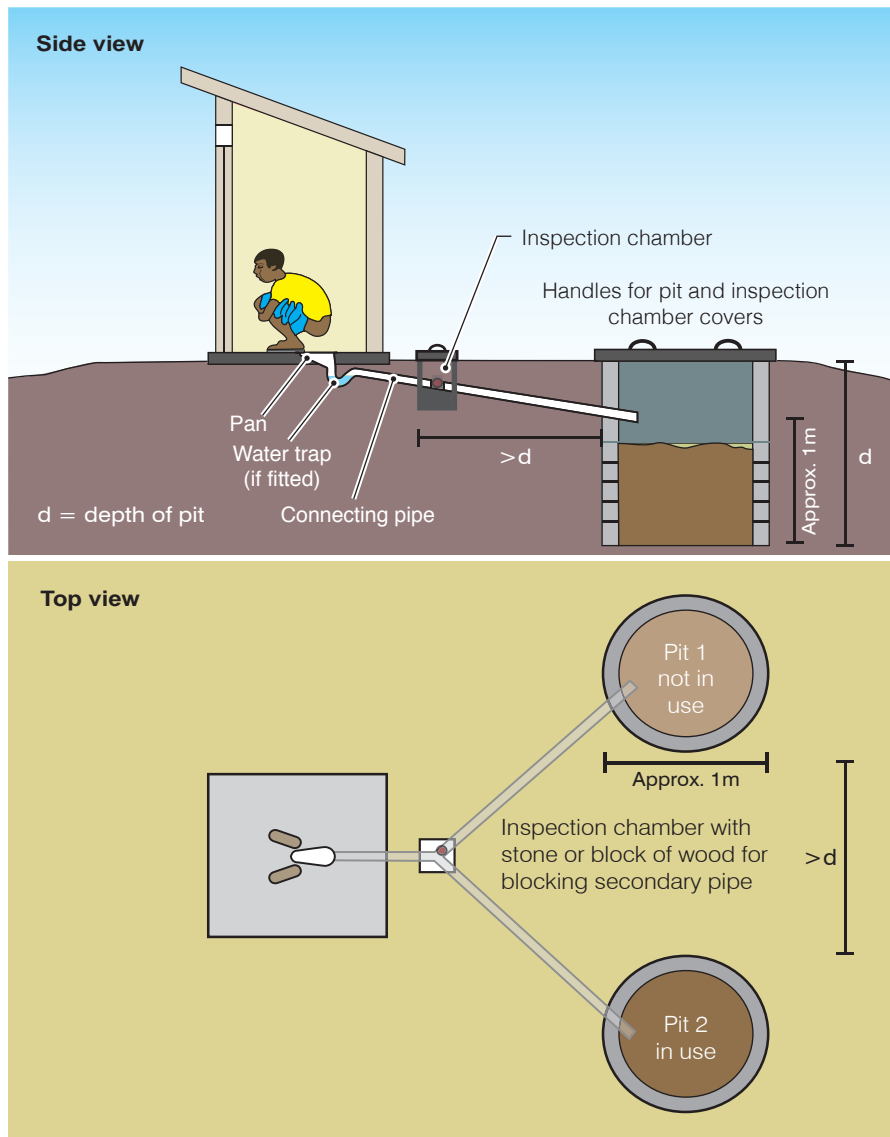 Side view
Inspection chamber
Handles for pit and inspection
chamber covers
Pan
Water trap
(if fitted)
>d
Approx. 1m
d
d = depth of pit
Connecting pipe
Top view
Pit 1
not in
use
Approx. 1m
Inspection chamber with
stone or block of wood for
blocking secondary pipe
>d
Pit 2
in use